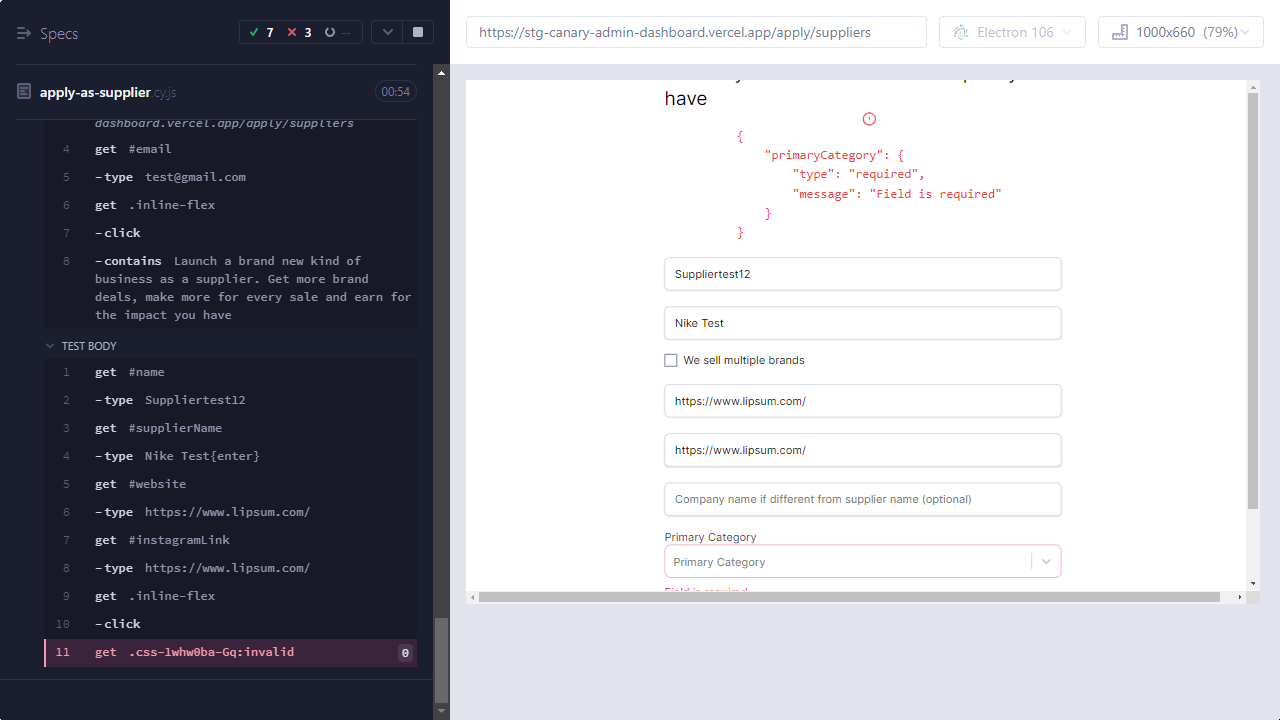 Specs
7
3
--
apply-as-supplier.cy.js
00:54
dashboard.vercel.app/apply/suppliers
4 get #email
5 -type test@gmail.com
6 get .inline-flex
7 -click
8 -contains Launch a brand new kind of
business as a supplier. Get more brand
deals, make more for every sale and earn for
the impact you have
TEST BODY
1 get #name
2 -type Suppliertest12
3 get #supplierName
4 -type Nike Test{enter}
5 get #website
6 -type https://www.lipsum.com/
7 get #instagramLink
8 -type https://www.lipsum.com/
9 get .inline-flex
10 -click
11 get .css-1whw0ba-Gq:invalid 0
https://stg-canary-admin-dashboard.vercel.app/apply/suppliers
Electron 106
1000x660 (79%)
have
{
"primaryCategory": {
"type": "required",
"message": "Field is required"
}
}
Suppliertest12
Nike Test
We sell multiple brands
https://www.lipsum.com/
https://www.lipsum.com/
Company name if different from supplier name (optional)
Primary Category
Primary Category
Field is required